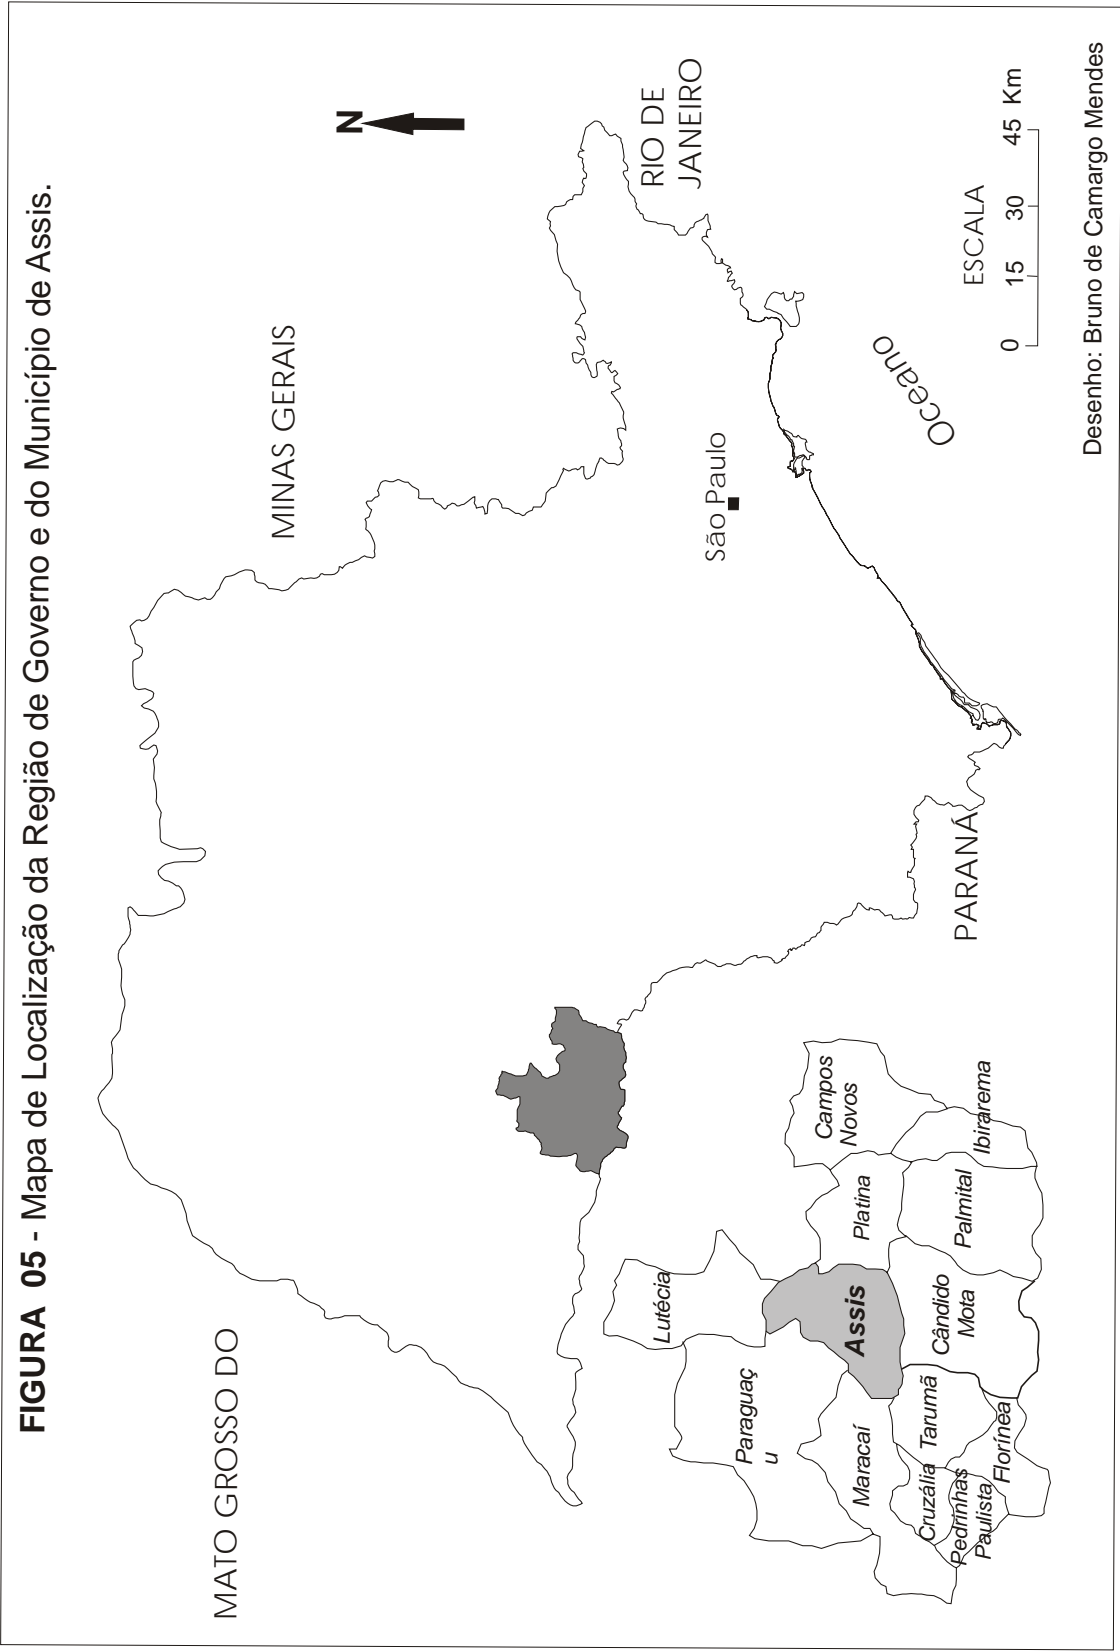 FIGURA 05 - Mapa de Localização da Região de Governo e do Município de Assis.
N
MINAS GERAIS
MATO GROSSO DO
RIO DE
JANEIRO
São Paulo
Oceano
PARANÁ
Lutécia
Paraguaç
u
Campos
Novos
Platina
Assis
Maracaí
Ibirarema
Palmital
Cândido
Mota
Tarumã
Cruzália
Pedrinhas
Paulista
Florínea
ESCALA
0 15 30 45 Km
Desenho: Bruno de Camargo Mendes